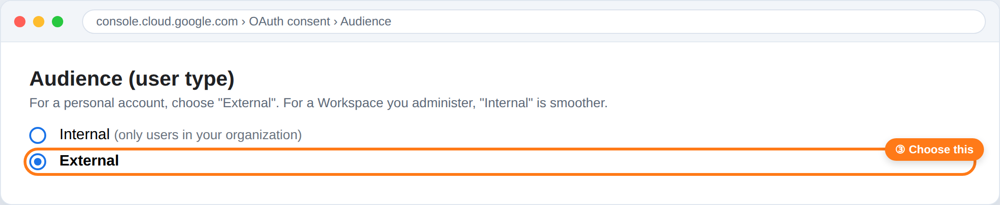 console.cloud.google.com › OAuth consent › Audience
Audience (user type)
For a personal account, choose "External". For a Workspace you administer, "Internal" is smoother.
Internal (only users in your organization)
③ Choose this
External